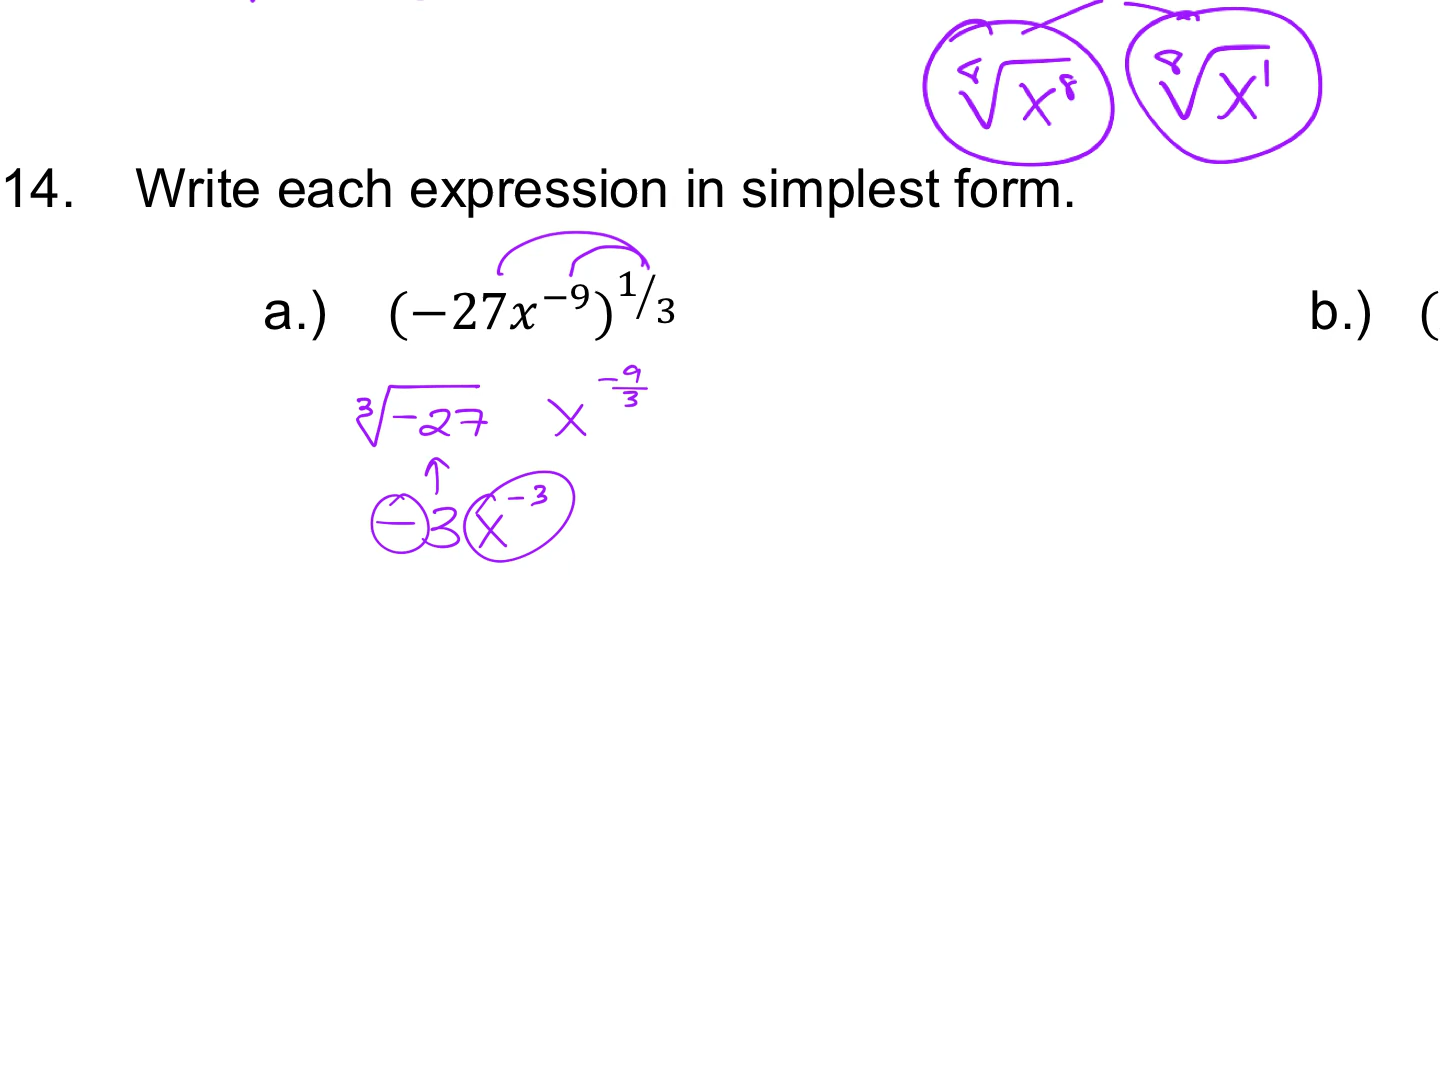 ∜x⁸ ⁸√x¹
14. Write each expression in simplest form.
a.) (−27x⁻⁹)^1/3 b.) (
³√-27 x^-9/3
-3x⁻³